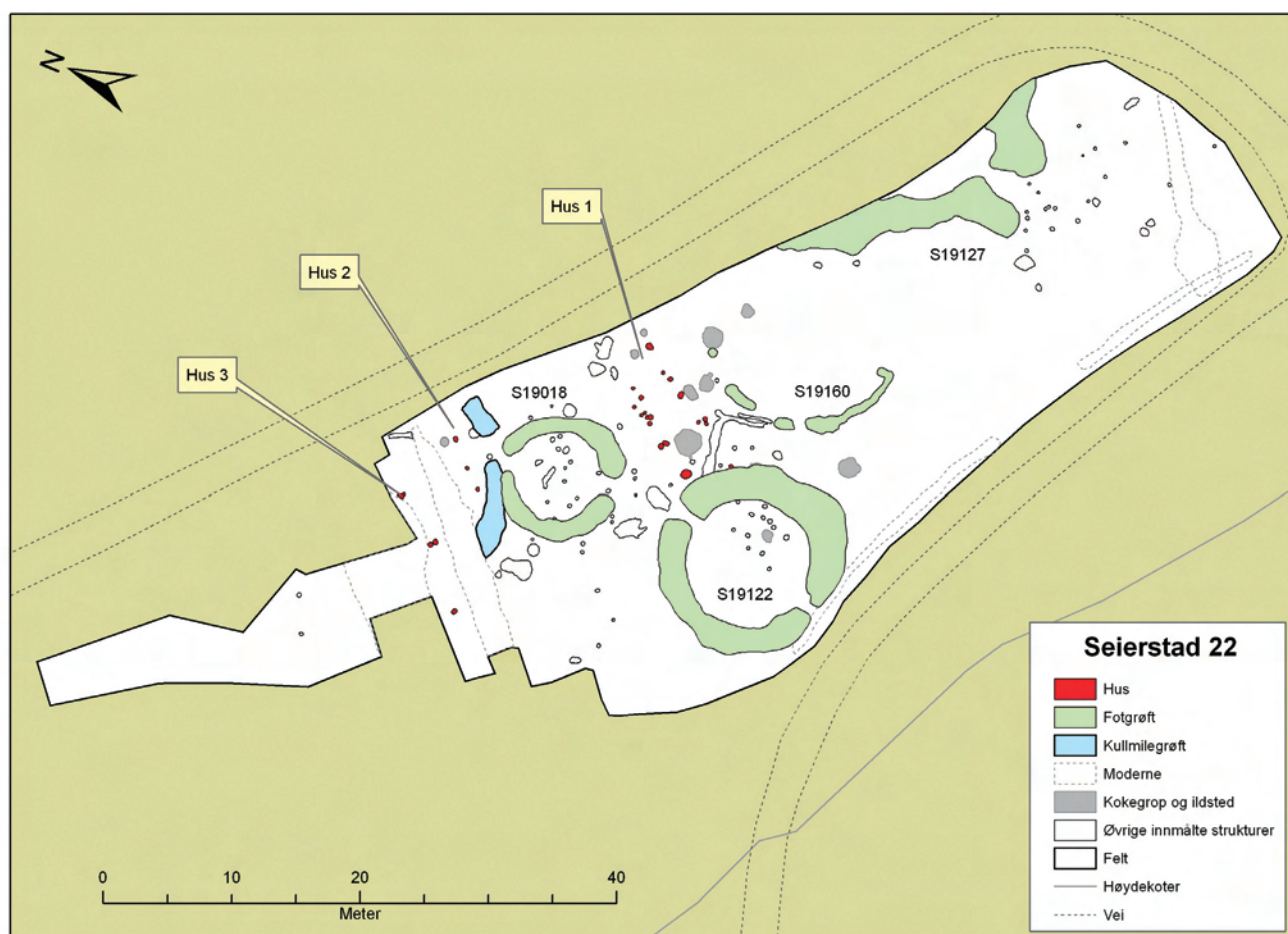 N
Hus 1
Hus 2
Hus 3
S19127
S19018
S19160
S19122
0 10 20 40
Meter
Seierstad 22
Hus
Fotgrøft
Kullmilegrøft
Moderne
Kokegrop og ildsted
Øvrige innmålte strukturer
Felt
Høydekoter
Vei